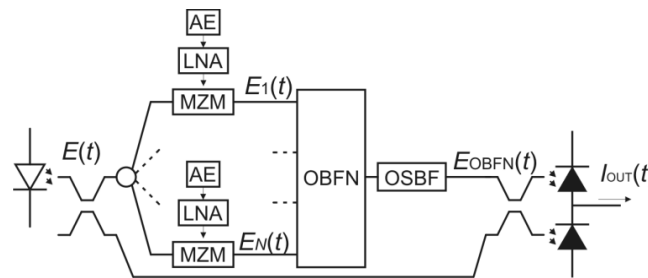 AE
LNA
MZM
E1(t)
E(t)
AE
LNA
MZM
EN(t)
OBFN
OSBF
EOBFN(t)
IOUT(t